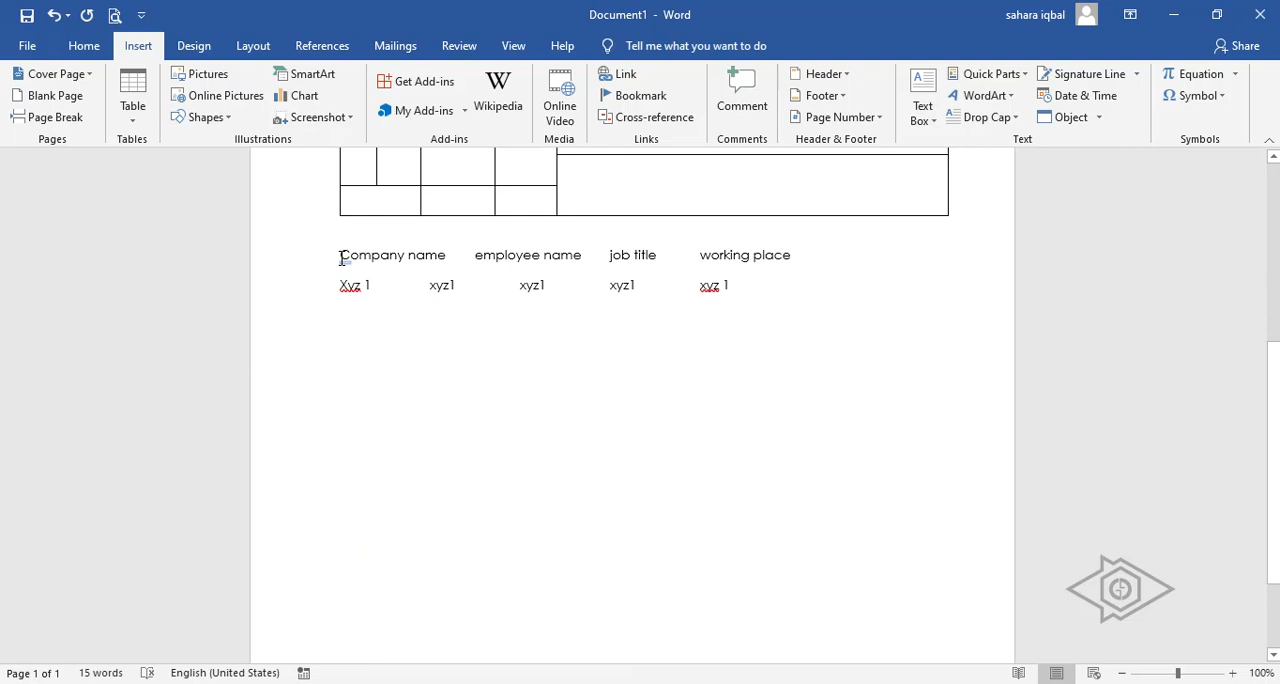 Document1 - Word
sahara iqbal
File Home Insert Design Layout References Mailings Review View Help Tell me what you want to do Share
Cover Page
Blank Page
Page Break
Pages
Table
Tables
Pictures
Online Pictures
Shapes
SmartArt
Chart
Screenshot
Illustrations
Get Add-ins
My Add-ins
Wikipedia
Add-ins
Online
Video
Media
Link
Bookmark
Cross-reference
Links
Comment
Comments
Header
Footer
Page Number
Header & Footer
Text
Box
Quick Parts
WordArt
Drop Cap
Signature Line
Date & Time
Object
Text
Equation
Symbol
Symbols
Company name employee name job title working place
Xyz 1 xyz1 xyz1 xyz1 xyz 1
Page 1 of 1 15 words English (United States) 100%